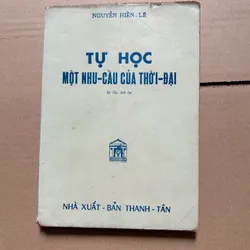 NGUYỄN HIẾN-LÊ
TỰ HỌC
MỘT NHU-CẦU CỦA THỜI-ĐẠI
NHÀ XUẤT-BẢN THANH-TÂN